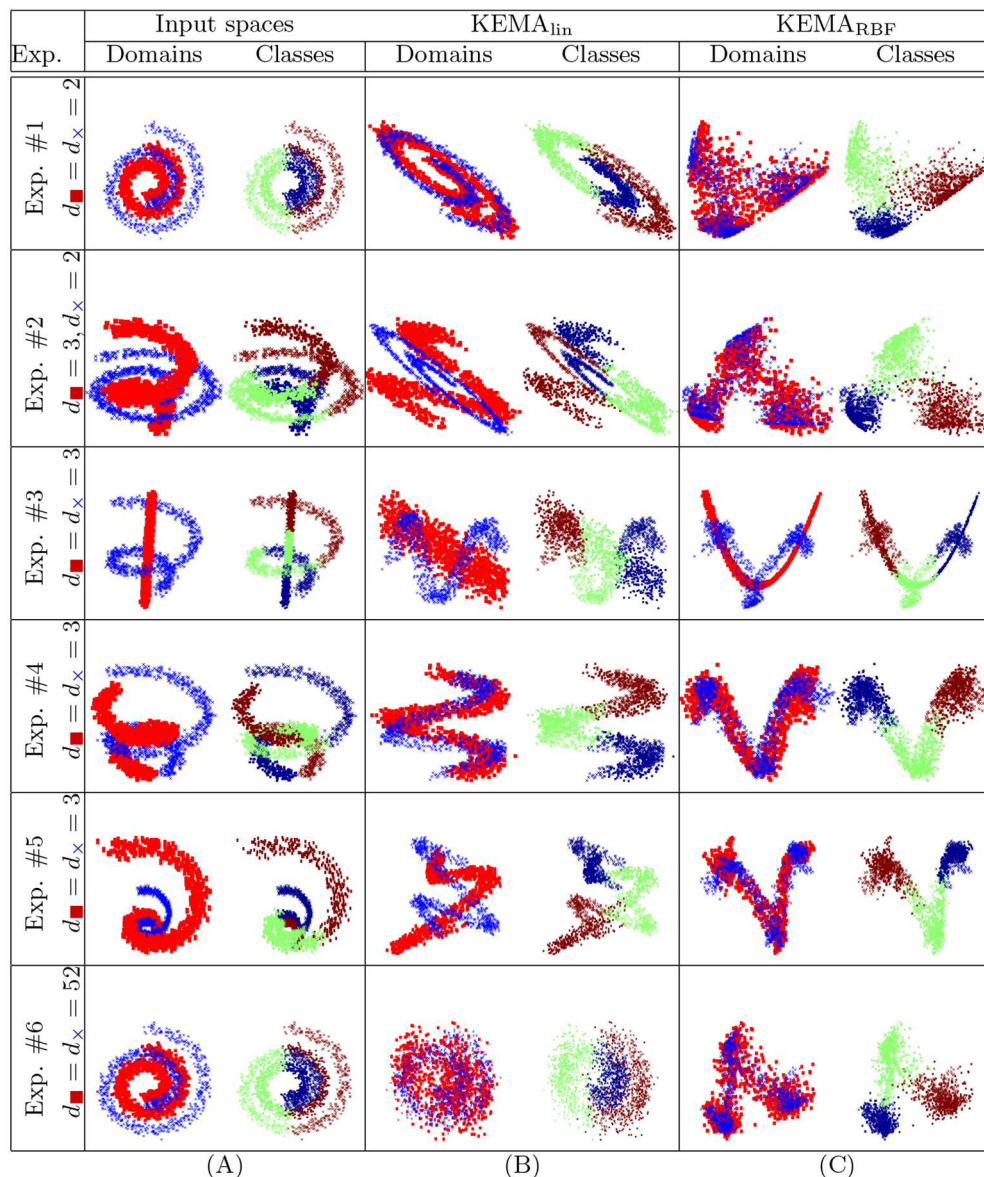 Input spaces KEMA_lin KEMA_RBF
Exp. Domains Classes Domains Classes Domains Classes
Exp. #1
d■ = d× = 2
Exp. #2
d■ = 3, d× = 2
Exp. #3
d■ = d× = 3
Exp. #4
d■ = d× = 3
Exp. #5
d■ = d× = 3
Exp. #6
d■ = d× = 52
(A) (B) (C)